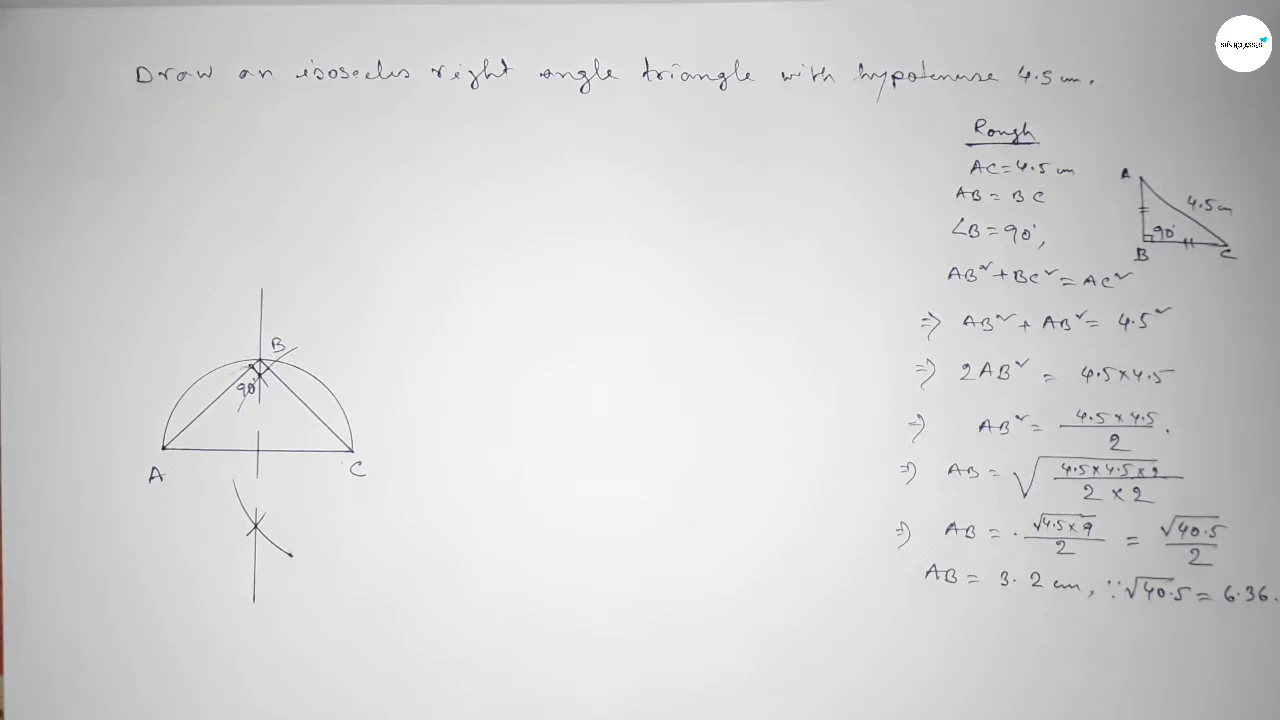 Draw an isosceles right angle triangle with hypotenuse 4.5 cm.
Rough
AC=4.5 cm
AB = BC
∠B = 90°,
AB²+BC²=AC²
⇒ AB²+AB²= 4.5²
⇒ 2AB² = 4.5×4.5
⇒ AB² = 4.5×4.5/2.
⇒ AB = √(4.5×4.5×2/2×2)
⇒ AB = √4.5×9/2 = √40.5/2
AB = 3.2 cm, ∵√40.5 = 6.36.
A
4.5cm
90°
B
C
B
90°
A
C